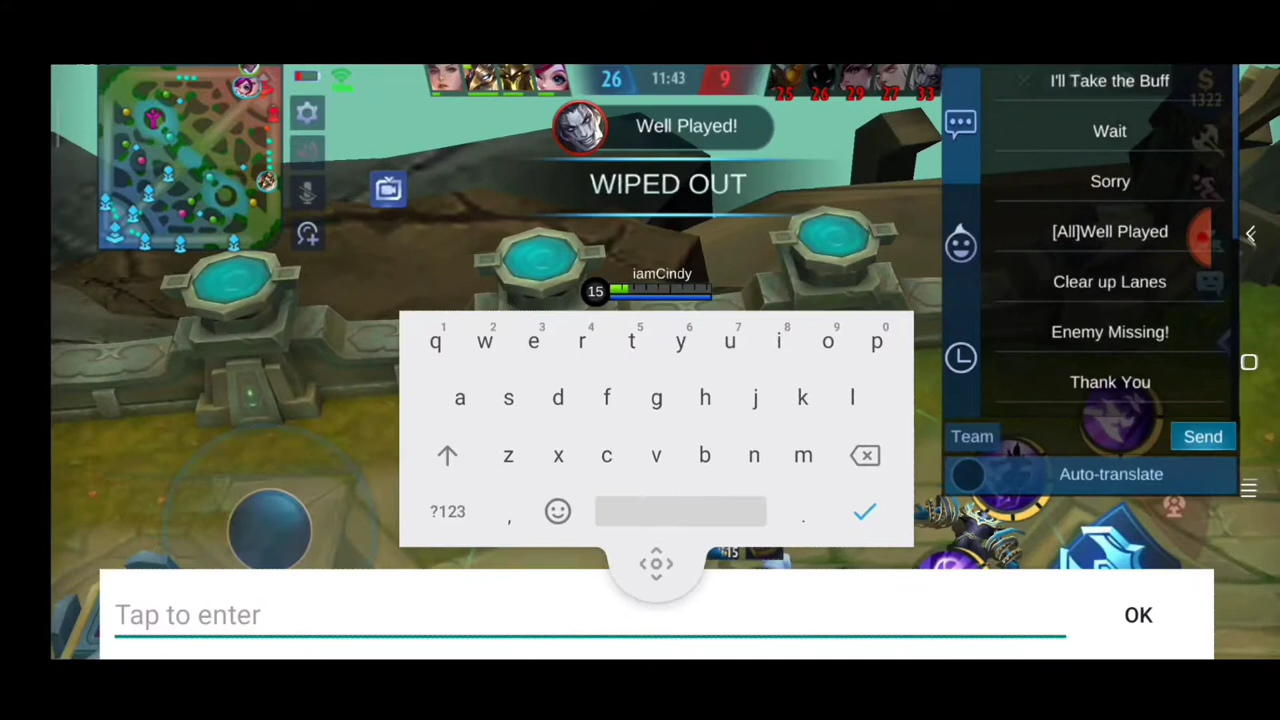 26 11:43 9
25 26 29 27 33
Well Played!
WIPED OUT
iamCindy
15
1 2 3 4 5 6 7 8 9 0
q w e r t y u i o p
a s d f g h j k l
z x c v b n m
?123 , .
15
Tap to enter
OK
I'll Take the Buff
$
1322
Wait
Sorry
[All]Well Played
Clear up Lanes
Enemy Missing!
Thank You
Team
Send
Auto-translate